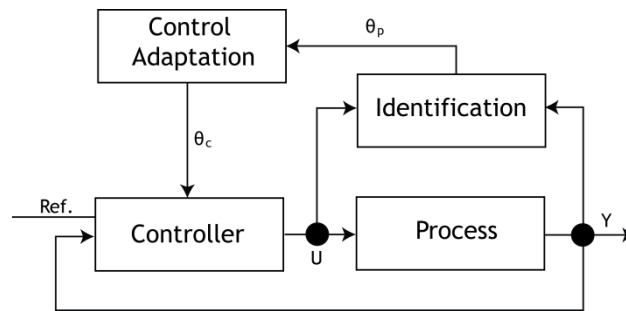 Control
Adaptation
θp
Identification
θc
Ref.
Controller
U
Process
Y